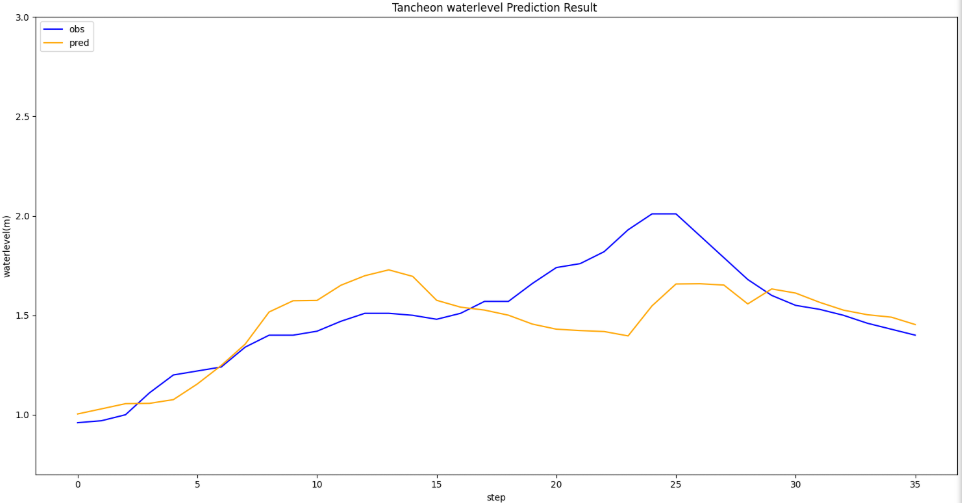 Tancheon waterlevel Prediction Result
3.0
obs
pred
2.5
2.0
waterlevel(m)
1.5
1.0
0 5 10 15 20 25 30 35
step